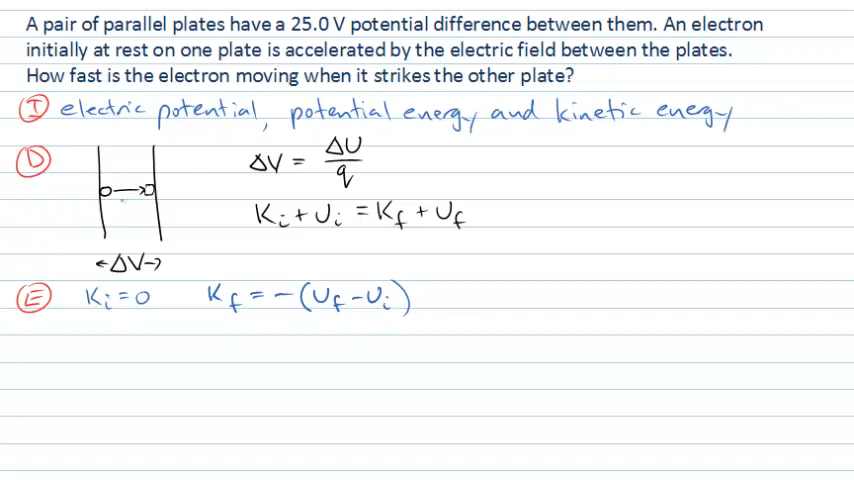 A pair of parallel plates have a 25.0 V potential difference between them. An electron
initially at rest on one plate is accelerated by the electric field between the plates.
How fast is the electron moving when it strikes the other plate?
I electric potential, potential energy and kinetic energy
D ΔV = ΔU/q
Ki + Ui = Kf + Uf
←ΔV→
E Ki = 0 Kf = -(Uf - Ui)